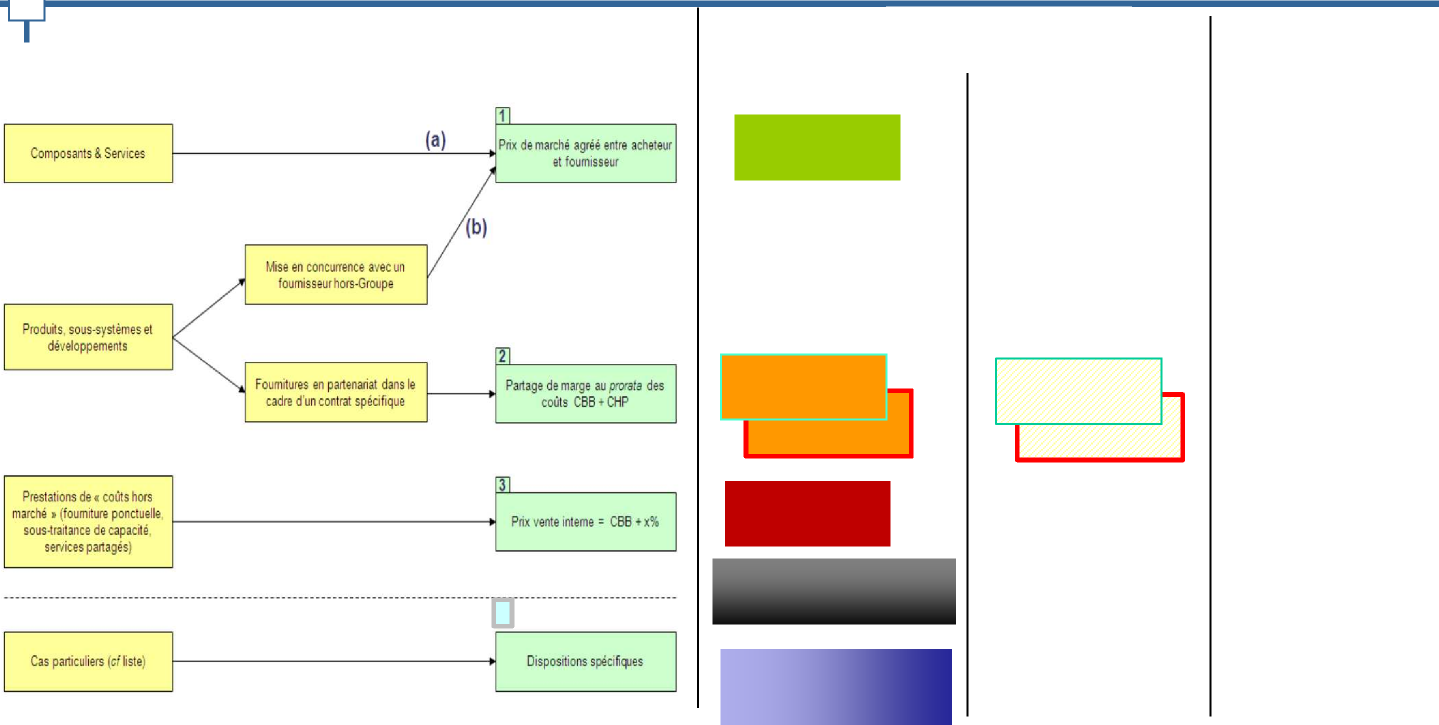 1
Composants & Services
(a)
Prix de marché agréé entre acheteur
et fournisseur
(b)
Mise en concurrence avec un
fournisseur hors-Groupe
Produits, sous-systèmes et
développements
2
Fournitures en partenariat dans le
cadre d'un contrat spécifique
Partage de marge au prorata des
coûts CBB + CHP
3
Prestations de « coûts hors
marché » (fourniture ponctuelle,
sous-traitance de capacité,
services partagés)
Prix vente interne = CBB + x%
Cas particuliers (cf liste)
Dispositions spécifiques